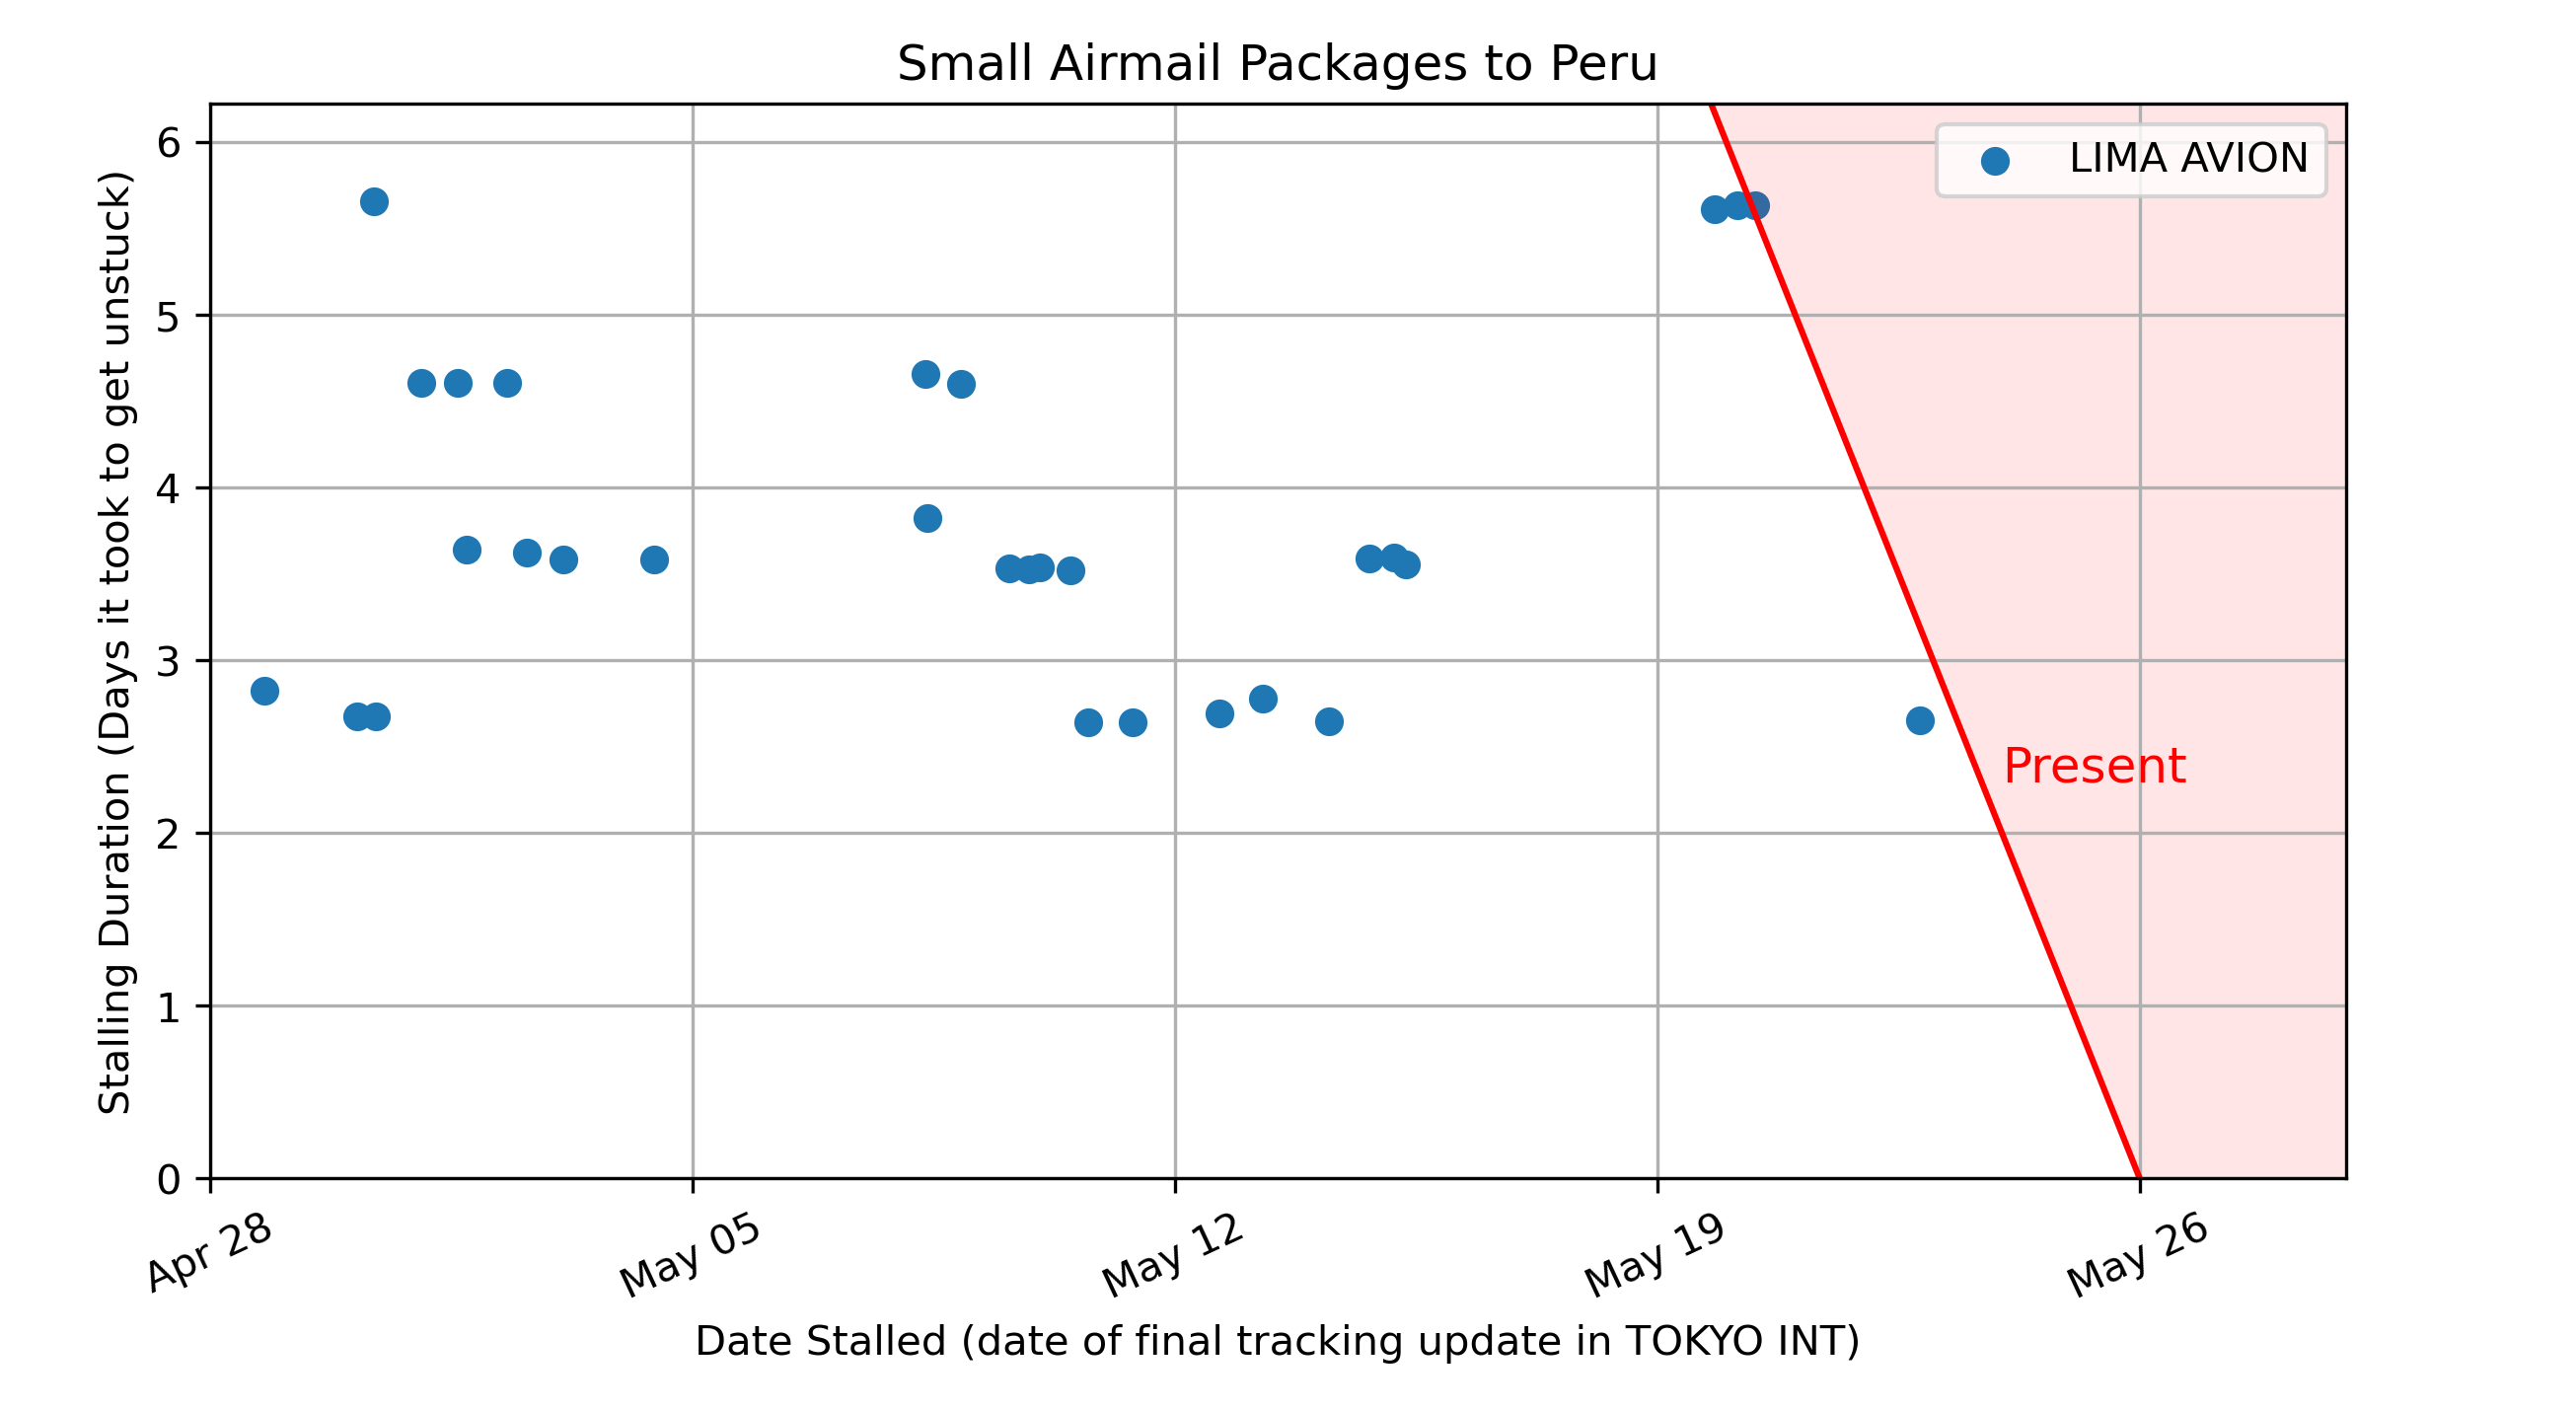 Small Airmail Packages to Peru
LIMA AVION
Stalling Duration (Days it took to get unstuck)
6
5
4
3
2
1
0
Present
Apr 28
May 05
May 12
May 19
May 26
Date Stalled (date of final tracking update in TOKYO INT)